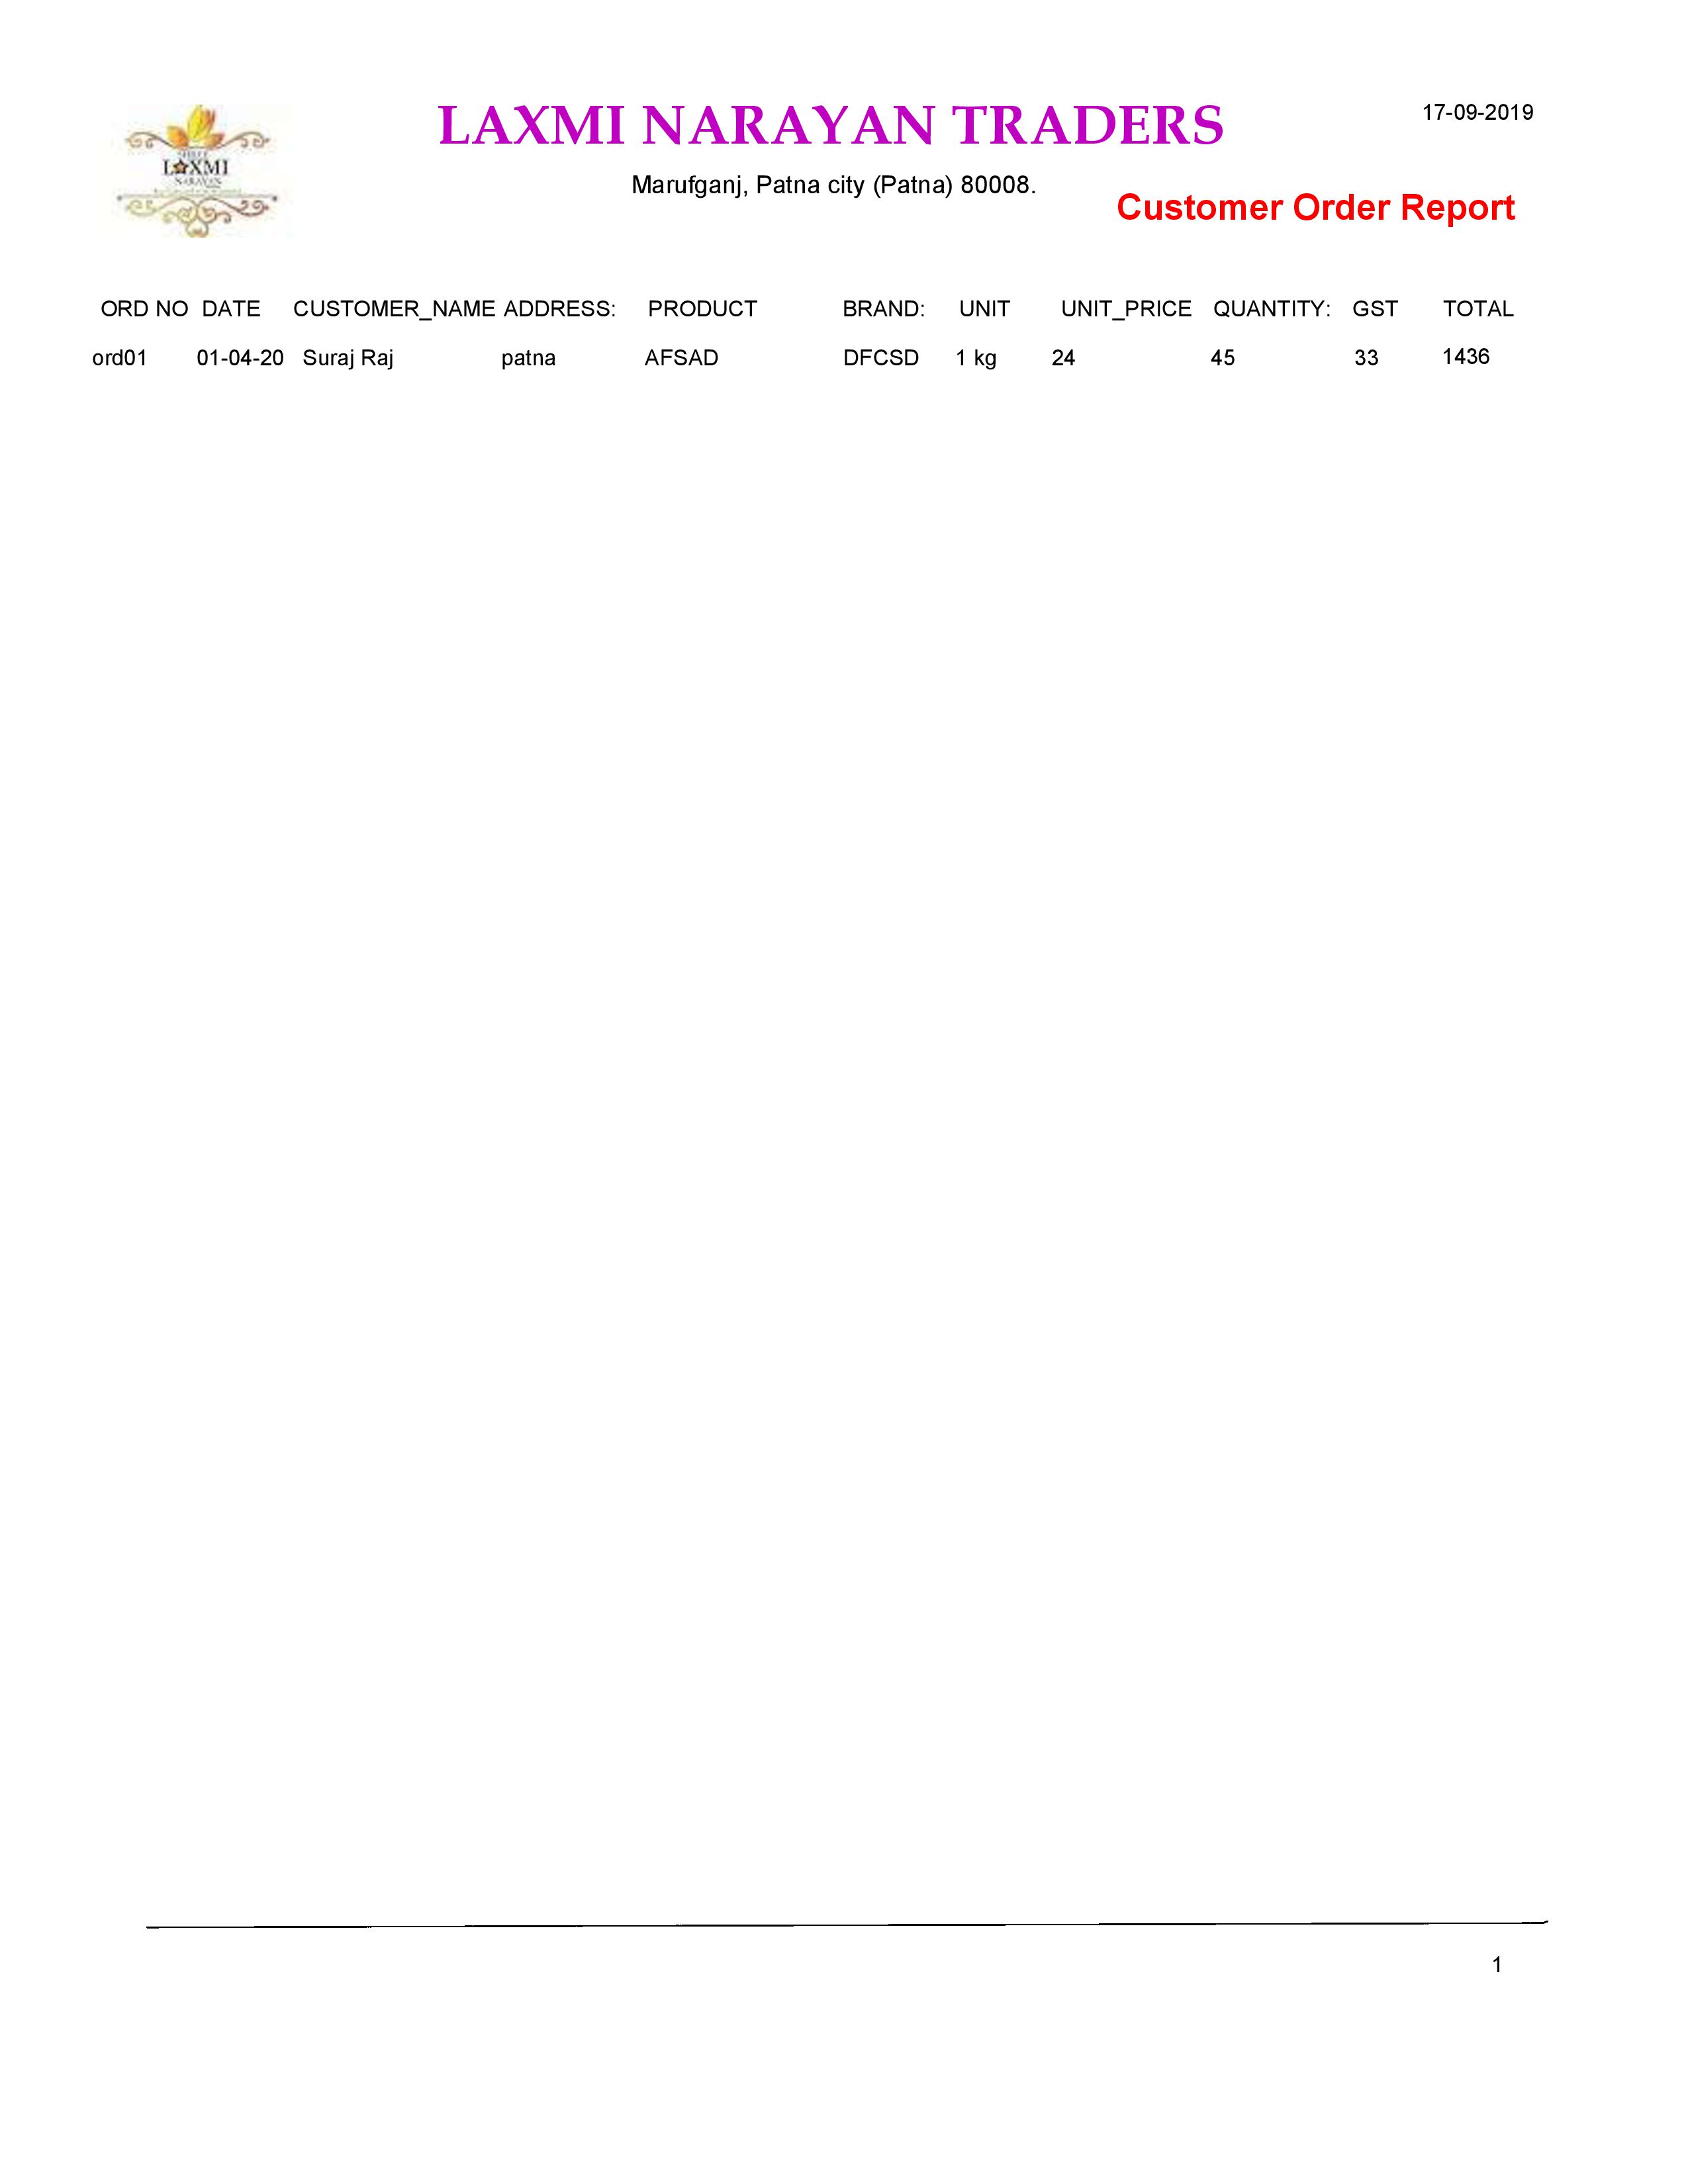 LAXMI NARAYAN TRADERS 17-09-2019
LAXMI
NARAYAN
Marufganj, Patna city (Patna) 80008.
Customer Order Report
ORD NO DATE CUSTOMER_NAME ADDRESS: PRODUCT BRAND: UNIT UNIT_PRICE QUANTITY: GST TOTAL
ord01 01-04-20 Suraj Raj patna AFSAD DFCSD 1 kg 24 45 33 1436
1